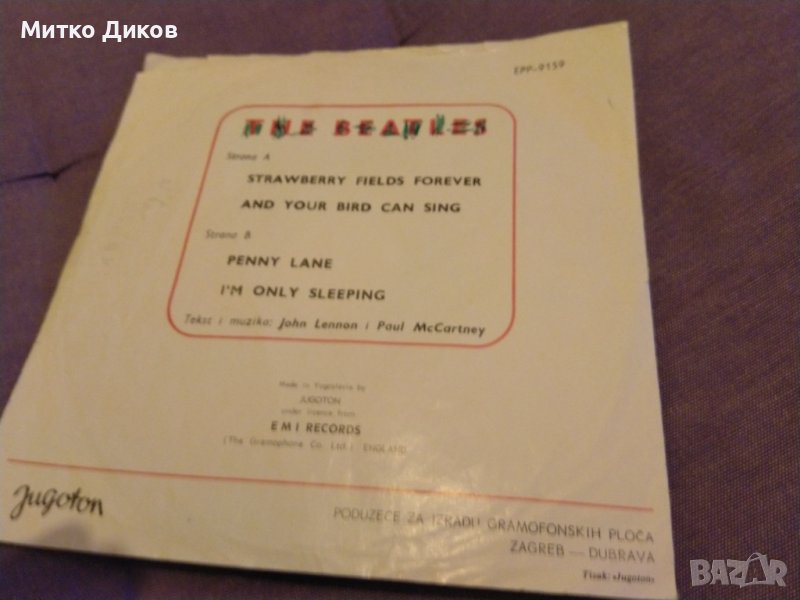 Митко Диков
EPP-9159
THE BEATLES
Strana A
STRAWBERRY FIELDS FOREVER
AND YOUR BIRD CAN SING
Strana B
PENNY LANE
I'M ONLY SLEEPING
Tekst i muzika: John Lennon i Paul McCartney
Made in Yugoslavia by
JUGOTON
under licence from
EMI RECORDS
(The Gramophone Co. Ltd.) ENGLAND
Jugoton
PODUZEĆE ZA IZRADU GRAMOFONSKIH PLOČA
ZAGREB — DUBRAVA
Tisak: »Jugoton«
BAZAR